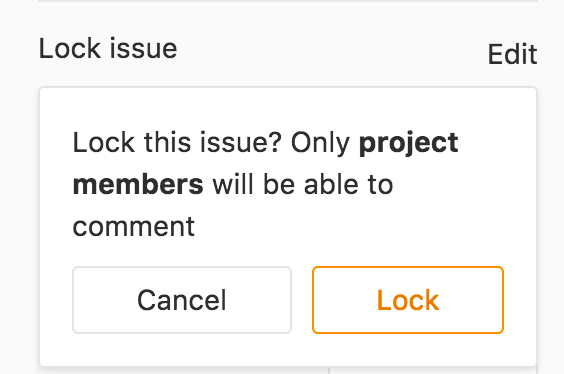 Lock issue
Edit
Lock this issue? Only project
members will be able to
comment
Cancel
Lock